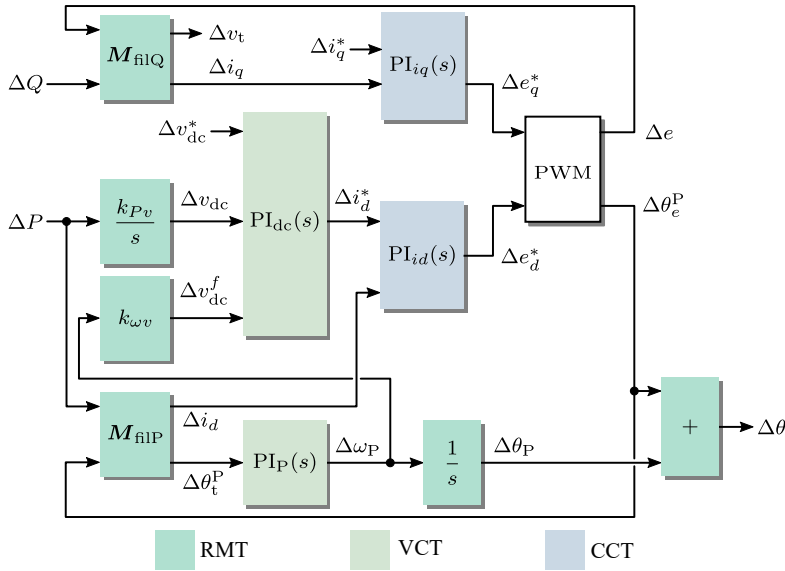 ΔQ
M_filQ
Δv_t
Δi_q
Δi_q^*
PI_iq(s)
Δe_q^*
Δv_dc^*
PWM
Δe
ΔP
k_Pv/s
Δv_dc
PI_dc(s)
Δi_d^*
PI_id(s)
Δe_d^*
Δθ_e^P
k_ωv
Δv_dc^f
M_filP
Δi_d
Δθ_t^P
PI_P(s)
Δω_P
1/s
Δθ_P
+
Δθ
RMT
VCT
CCT